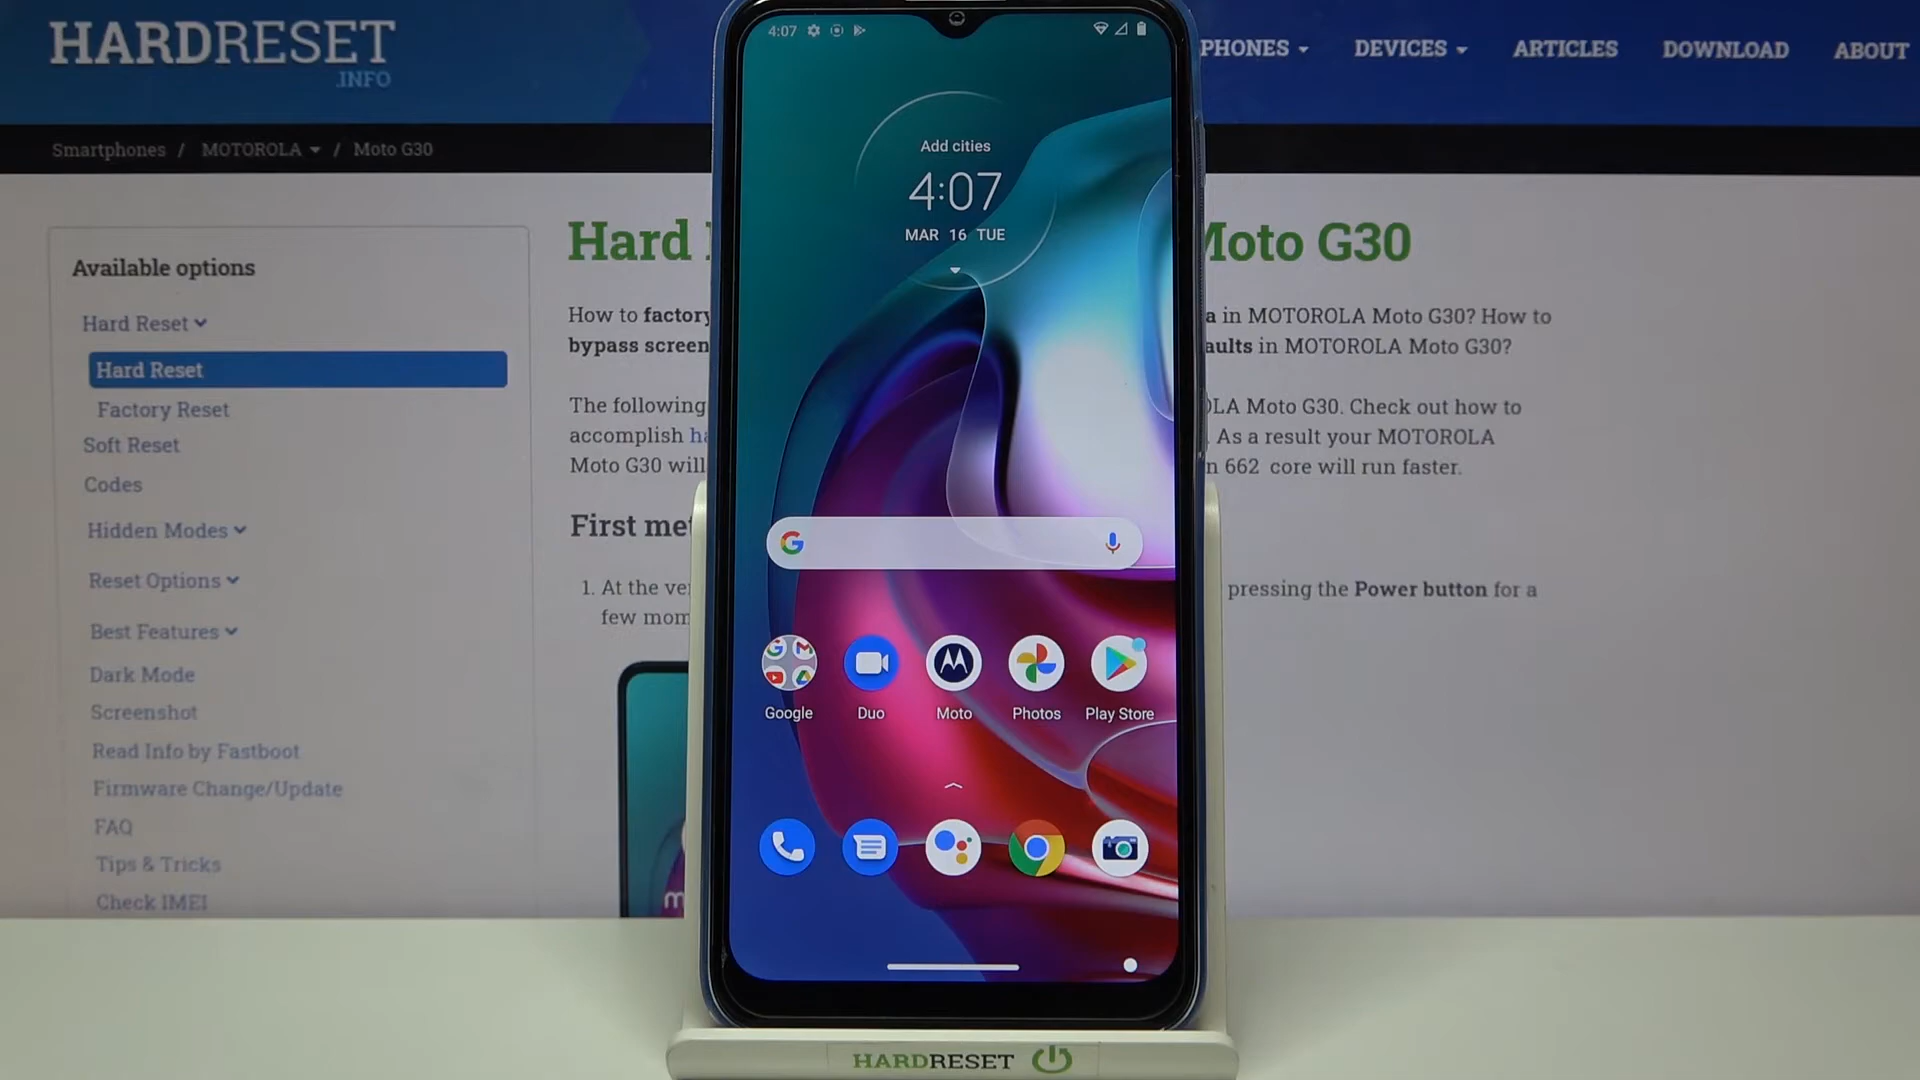 HARDRESET
.INFO
PHONES
DEVICES
ARTICLES
DOWNLOAD
ABOUT
Smartphones / MOTOROLA / Moto G30
Available options
Hard Reset
Hard Reset
Factory Reset
Soft Reset
Codes
Hidden Modes
Reset Options
Best Features
Dark Mode
Screenshot
Read Info by Fastboot
Firmware Change/Update
FAQ
Tips & Tricks
Check IMEI
Hard
Moto G30
How to factory
a in MOTOROLA Moto G30? How to
bypass screen
aults in MOTOROLA Moto G30?
The following
OLA Moto G30. Check out how to
accomplish ha
. As a result your MOTOROLA
Moto G30 will
n 662 core will run faster.
First met
1. At the ver
pressing the Power button for a
few mom
m
4:07
Add cities
4:07
MAR 16 TUE
Google
Duo
Moto
Photos
Play Store
HARDRESET